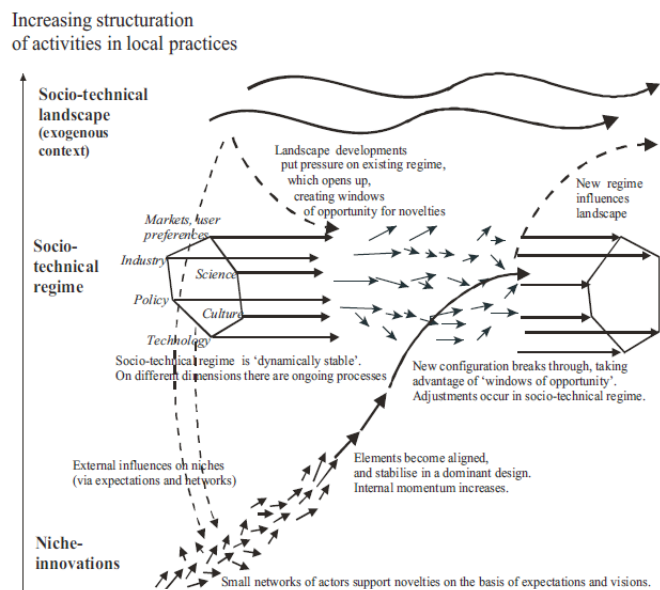 Increasing structuration
of activities in local practices
Socio-technical
landscape
(exogenous
context)
Landscape developments
put pressure on existing regime,
which opens up,
creating windows
of opportunity for novelties
New regime
influences
landscape
Markets, user
preferences
Socio-
technical
regime
Industry
Science
Policy
Culture
Technology
Socio-technical regime is ‘dynamically stable’.
On different dimensions there are ongoing processes
New configuration breaks through, taking
advantage of ‘windows of opportunity’.
Adjustments occur in socio-technical regime.
Elements become aligned,
and stabilise in a dominant design.
Internal momentum increases.
External influences on niches
(via expectations and networks)
Niche-
innovations
Small networks of actors support novelties on the basis of expectations and visions.